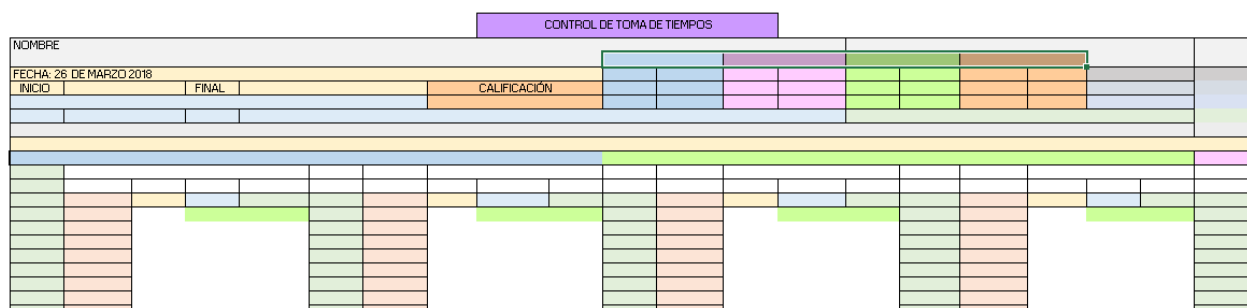 CONTROL DE TOMA DE TIEMPOS
NOMBRE
FECHA: 26 DE MARZO 2018
INICIO FINAL CALIFICACIÓN